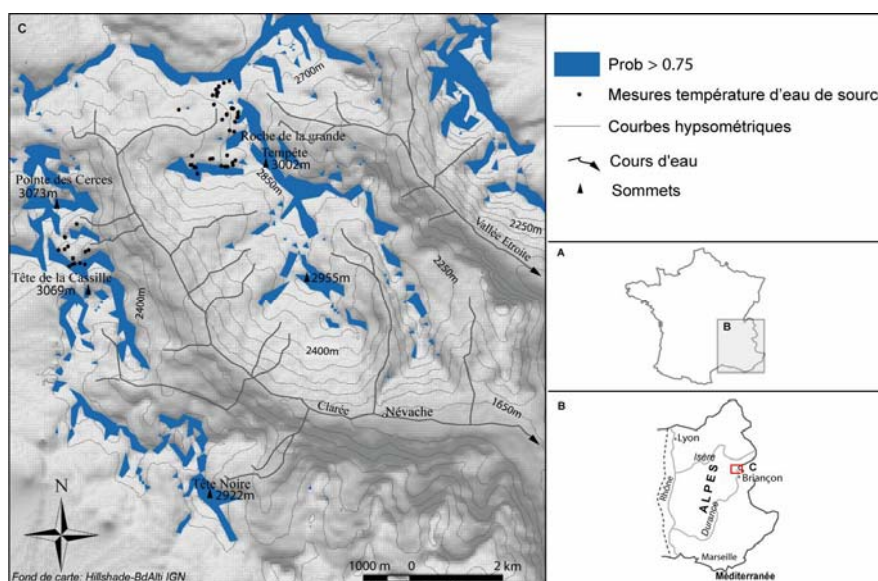 C
2700m
Roche de la grande
Tempête
3002m
2850m
Pointe des Cerces
3073m
Vallée Etroite
2250m
2250m
Tête de la Cassille
3069m
2400m
2955m
2400m
Clarée
Névache
1650m
Tête Noire
2922m
N
1000 m 0 2 km
Fond de carte: Hillshade-BdAlti IGN
Prob > 0.75
Mesures température d'eau de sourc
Courbes hypsométriques
Cours d'eau
Sommets
A
B
B
Lyon
Isère
C
Briançon
Rhône
ALPES
Durance
Marseille
Méditerranée